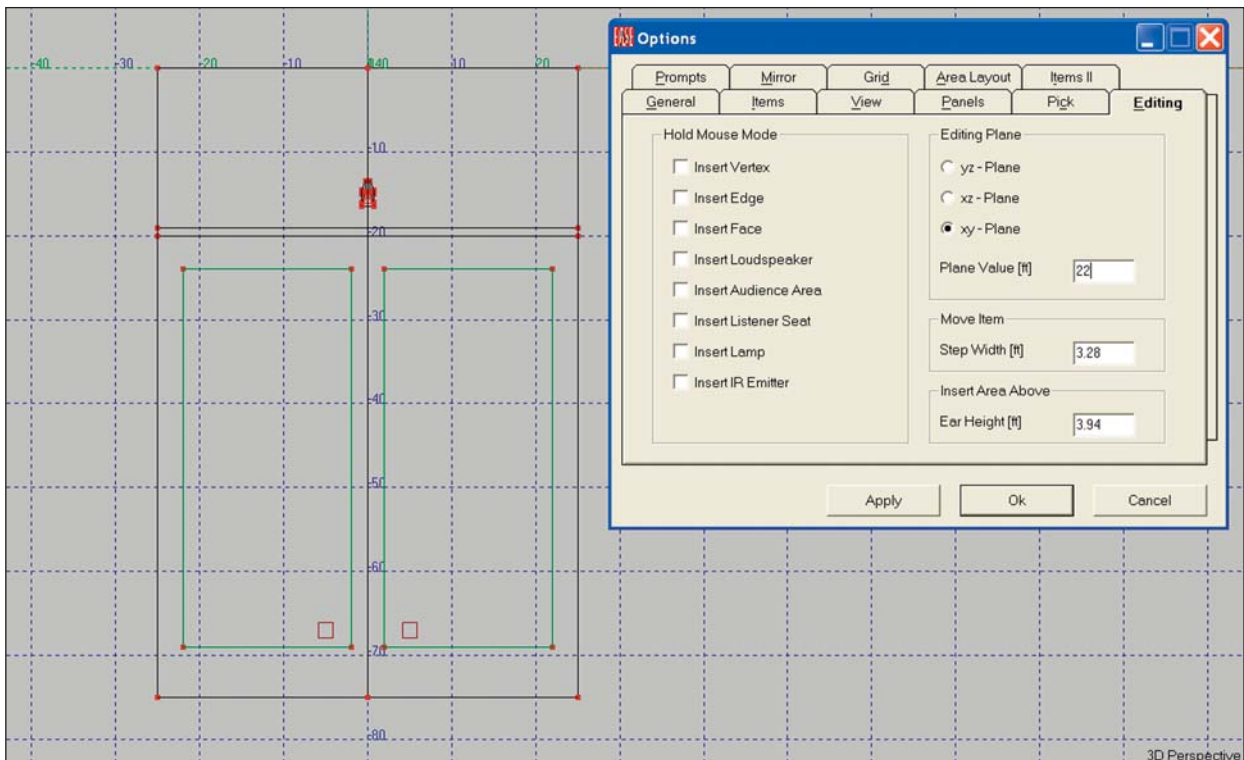 Options
Prompts Mirror Grid Area Layout Items II
General Items View Panels Pick Editing
Hold Mouse Mode
Insert Vertex
Insert Edge
Insert Face
Insert Loudspeaker
Insert Audience Area
Insert Listener Seat
Insert Lamp
Insert IR Emitter
Editing Plane
yz - Plane
xz - Plane
xy - Plane
Plane Value [ft] 22
Move Item
Step Width [ft] 3.28
Insert Area Above
Ear Height [ft] 3.94
Apply Ok Cancel
-40 -30 -20 -10 10 20
-10
-20
-30
-40
-50
-60
-70
-80
3D Perspective